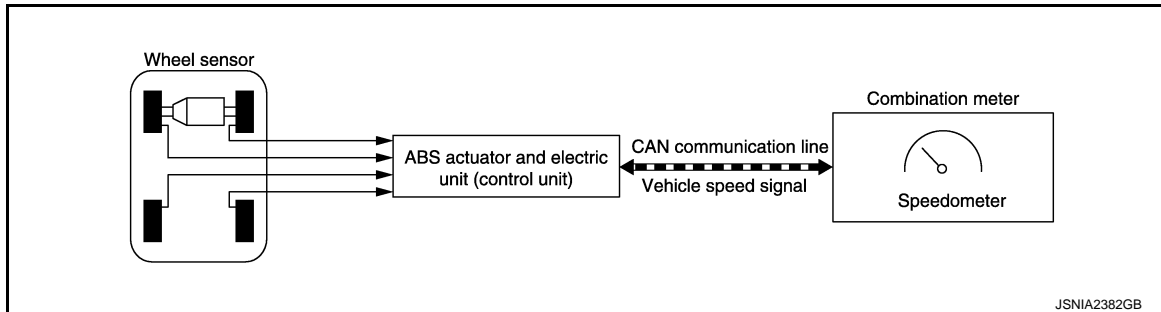 Wheel sensor
ABS actuator and electric
unit (control unit)
CAN communication line
Vehicle speed signal
Combination meter
Speedometer
JSNIA2382GB